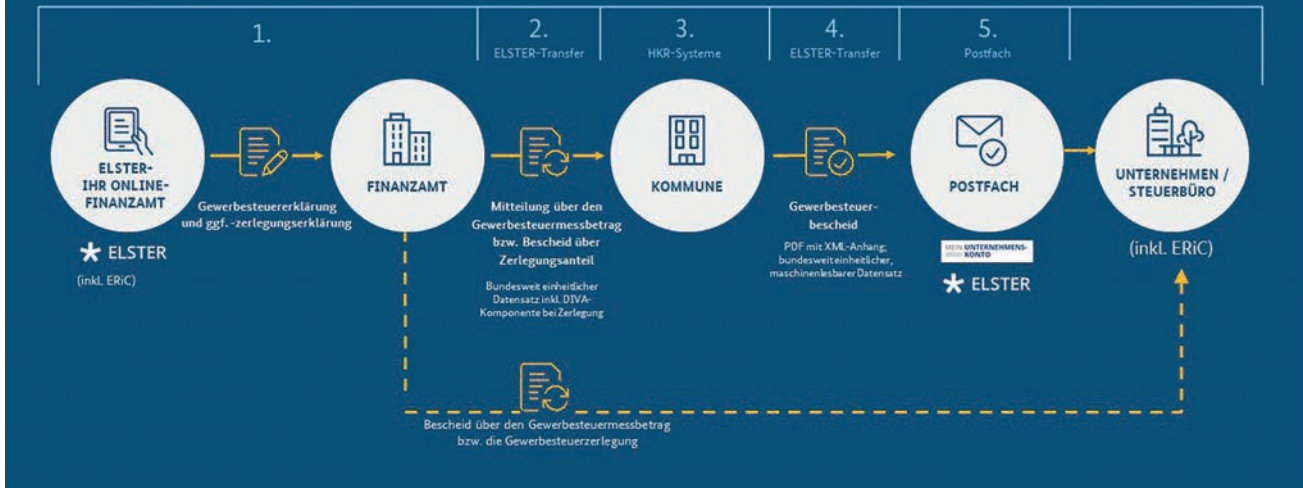 1.
2.
ELSTER-Transfer
3.
HKR-Systeme
4.
ELSTER-Transfer
5.
Postfach
ELSTER-
IHR ONLINE-
FINANZAMT
ELSTER
(inkl. ERiC)
Gewerbesteuererklärung
und ggf. -zerlegungserklärung
FINANZAMT
Mitteilung über den
Gewerbesteuermessbetrag
bzw. Bescheid über
Zerlegungsanteil
Bundesweit einheitlicher
Datensatz inkl. DIVA-
Komponente bei Zerlegung
KOMMUNE
Gewerbesteuer-
bescheid
PDF mit XML-Anhang;
bundesweit einheitlicher,
maschinenlesbarer Datensatz
POSTFACH
MEIN UNTERNEHMENS-
KONTO
ELSTER
UNTERNEHMEN /
STEUERBÜRO
(inkl. ERiC)
Bescheid über den Gewerbesteuermessbetrag
bzw. die Gewerbesteuerzerlegung